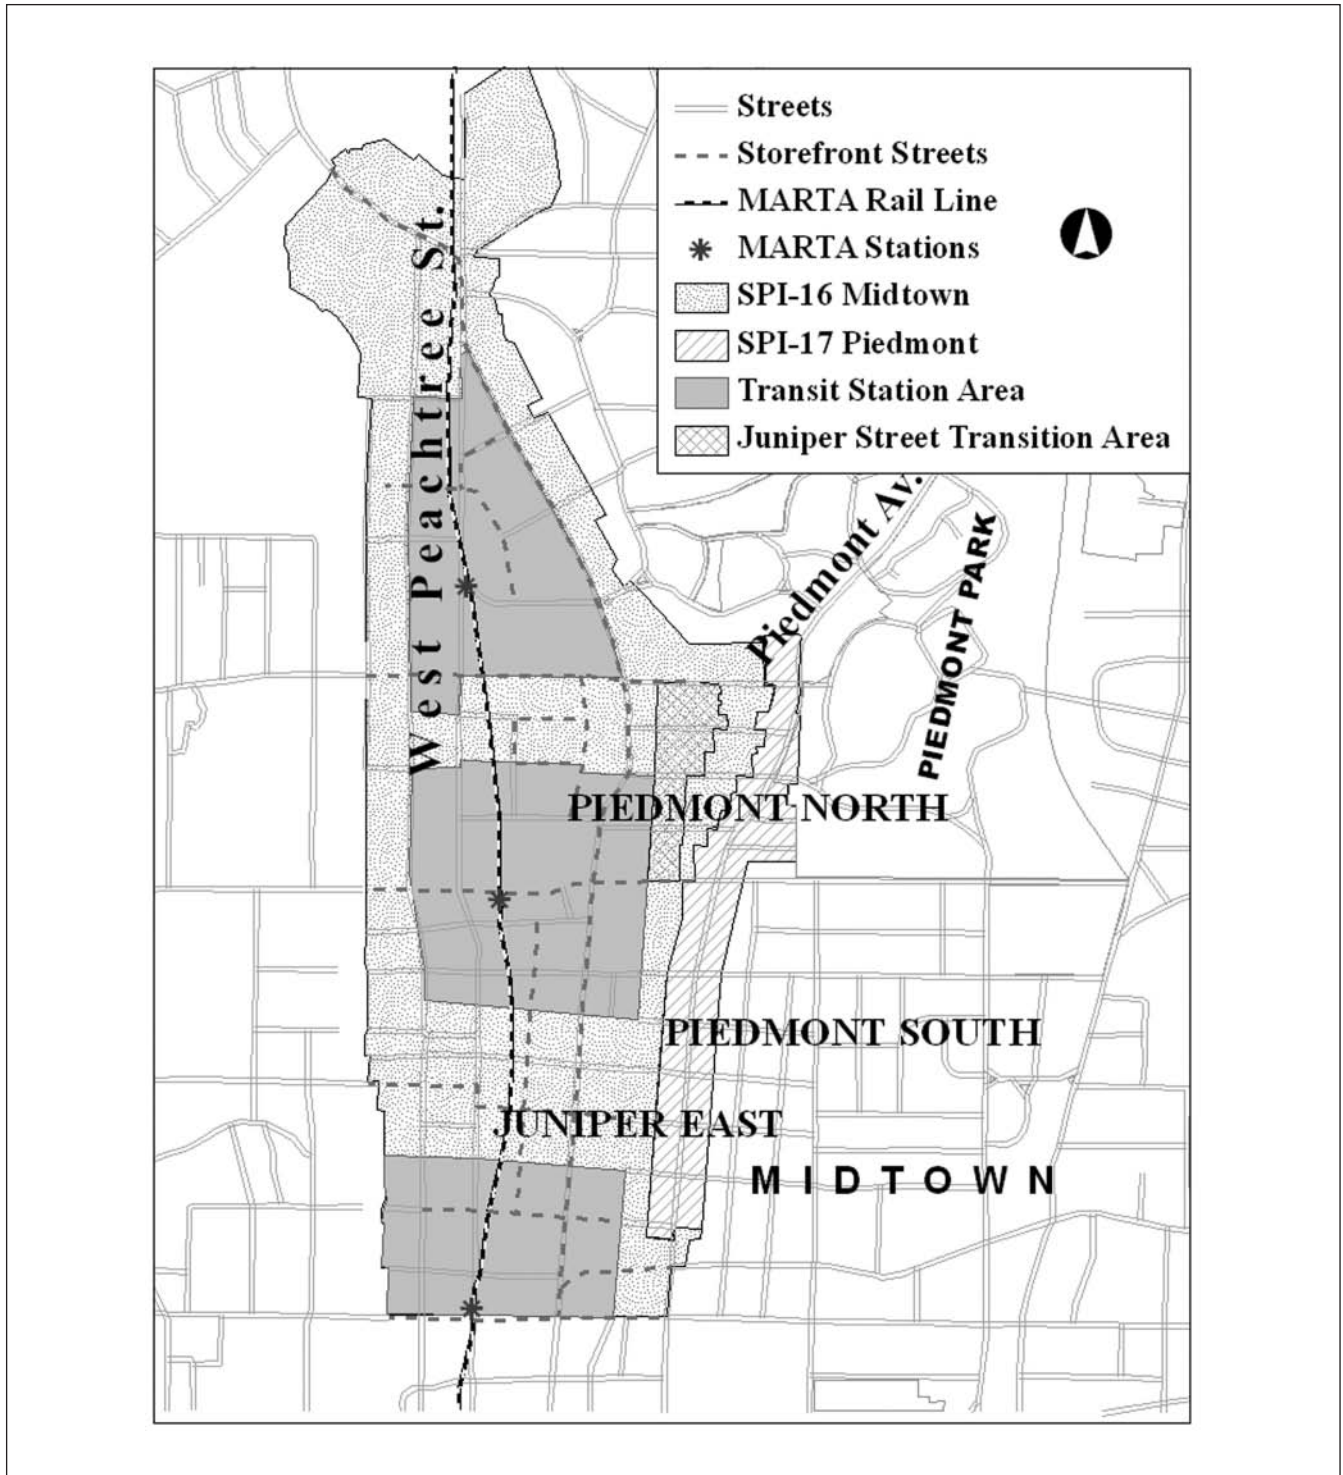 Streets
Storefront Streets
MARTA Rail Line
MARTA Stations
SPI-16 Midtown
SPI-17 Piedmont
Transit Station Area
Juniper Street Transition Area
West Peachtree St.
Piedmont Av.
PIEDMONT PARK
PIEDMONT NORTH
PIEDMONT SOUTH
JUNIPER EAST
MIDTOWN